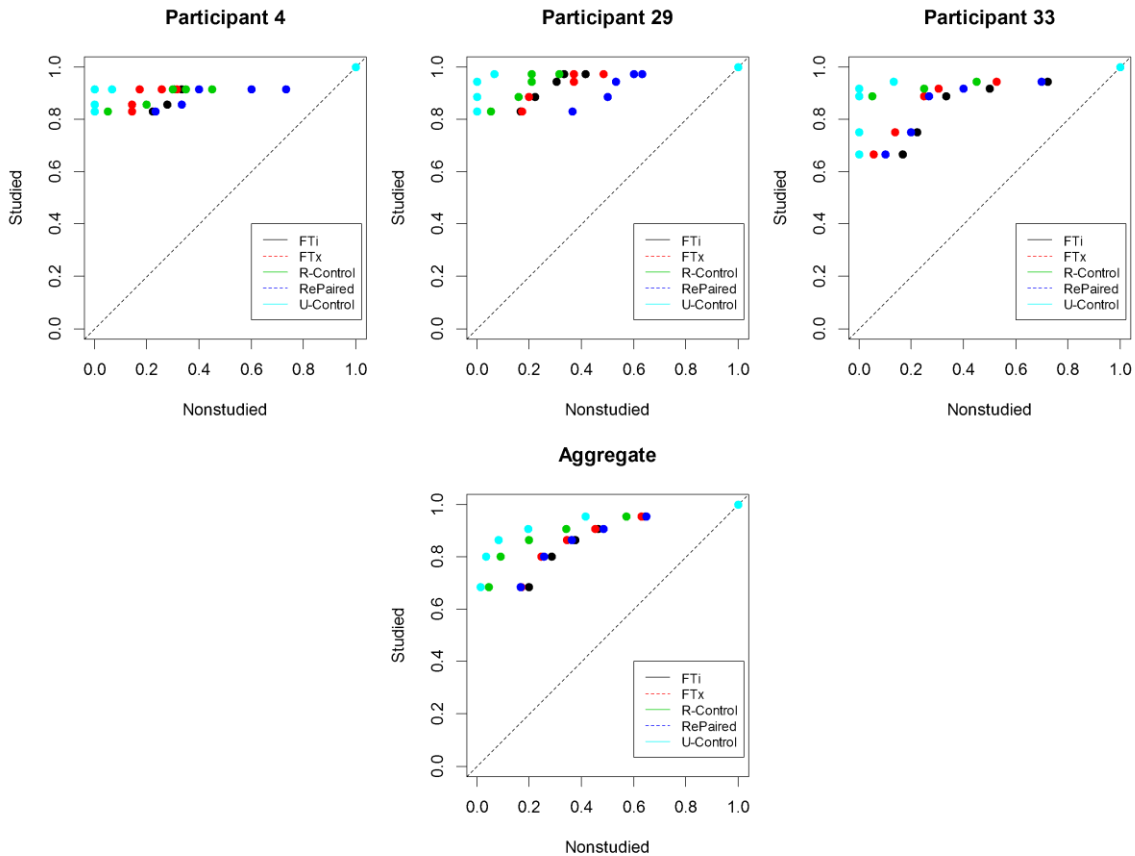 Participant 4
Participant 29
Participant 33
Studied
0.0 0.2 0.4 0.6 0.8 1.0
FTi
FTx
R-Control
RePaired
U-Control
0.0 0.2 0.4 0.6 0.8 1.0
Nonstudied
Studied
0.0 0.2 0.4 0.6 0.8 1.0
FTi
FTx
R-Control
RePaired
U-Control
0.0 0.2 0.4 0.6 0.8 1.0
Nonstudied
Studied
0.0 0.2 0.4 0.6 0.8 1.0
FTi
FTx
R-Control
RePaired
U-Control
0.0 0.2 0.4 0.6 0.8 1.0
Nonstudied
Aggregate
Studied
0.0 0.2 0.4 0.6 0.8 1.0
FTi
FTx
R-Control
RePaired
U-Control
0.0 0.2 0.4 0.6 0.8 1.0
Nonstudied